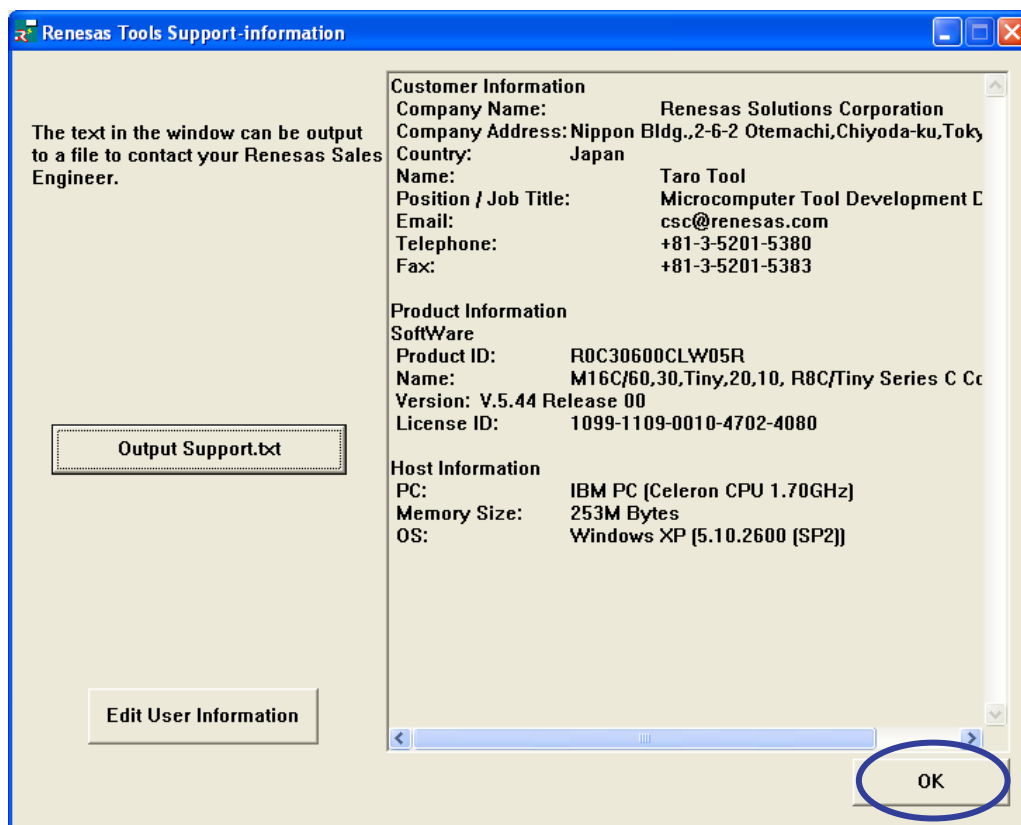 Renesas Tools Support-information
The text in the window can be output
to a file to contact your Renesas Sales
Engineer.
Output Support.txt
Edit User Information
Customer Information
Company Name: Renesas Solutions Corporation
Company Address: Nippon Bldg.,2-6-2 Otemachi,Chiyoda-ku,Toky
Country: Japan
Name: Taro Tool
Position / Job Title: Microcomputer Tool Development D
Email: csc@renesas.com
Telephone: +81-3-5201-5380
Fax: +81-3-5201-5383
Product Information
SoftWare
Product ID: R0C30600CLW05R
Name: M16C/60,30,Tiny,20,10, R8C/Tiny Series C Cc
Version: V.5.44 Release 00
License ID: 1099-1109-0010-4702-4080
Host Information
PC: IBM PC (Celeron CPU 1.70GHz)
Memory Size: 253M Bytes
OS: Windows XP (5.10.2600 (SP2))
OK